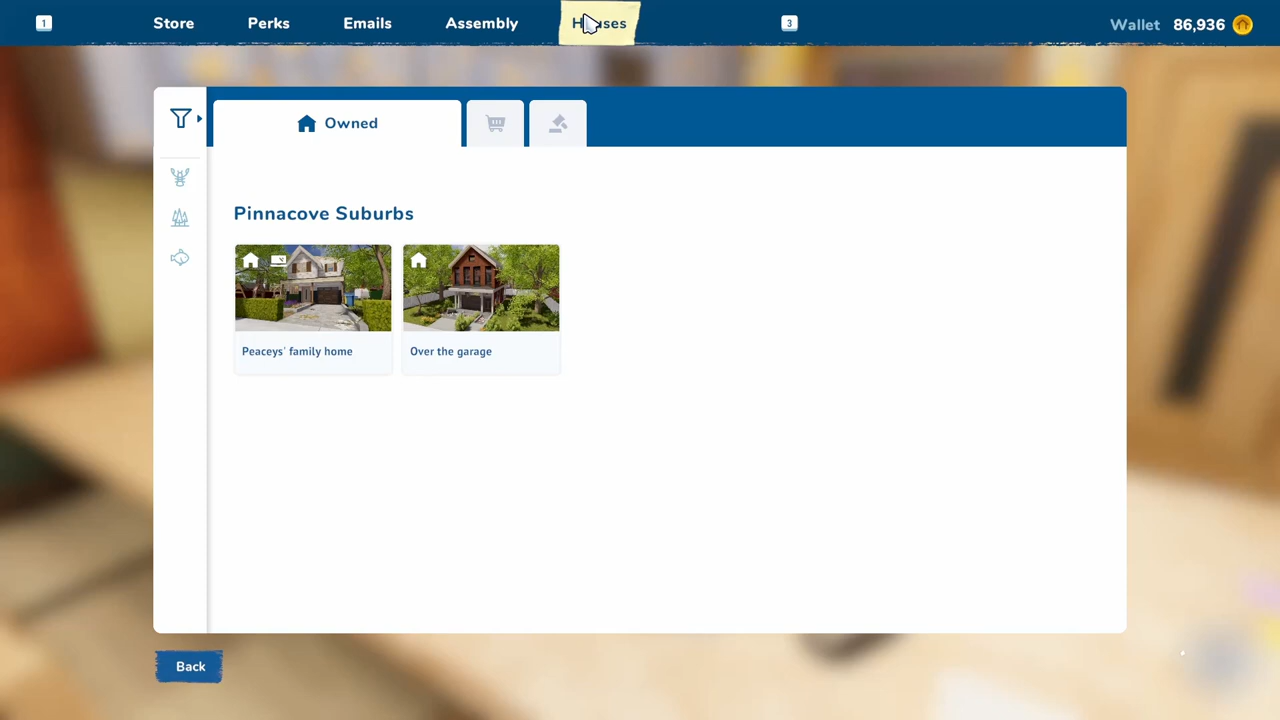 1
Store
Perks
Emails
Assembly
Houses
3
Wallet 86,936
Owned
Pinnacove Suburbs
Peaceys' family home
Over the garage
Back